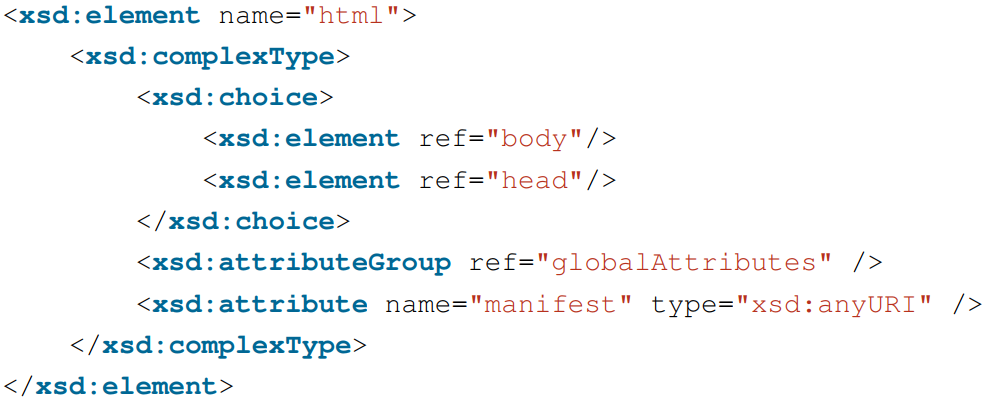 <xsd:element name="html">
    <xsd:complexType>
        <xsd:choice>
            <xsd:element ref="body"/>
            <xsd:element ref="head"/>
        </xsd:choice>
        <xsd:attributeGroup ref="globalAttributes" />
        <xsd:attribute name="manifest" type="xsd:anyURI" />
    </xsd:complexType>
</xsd:element>